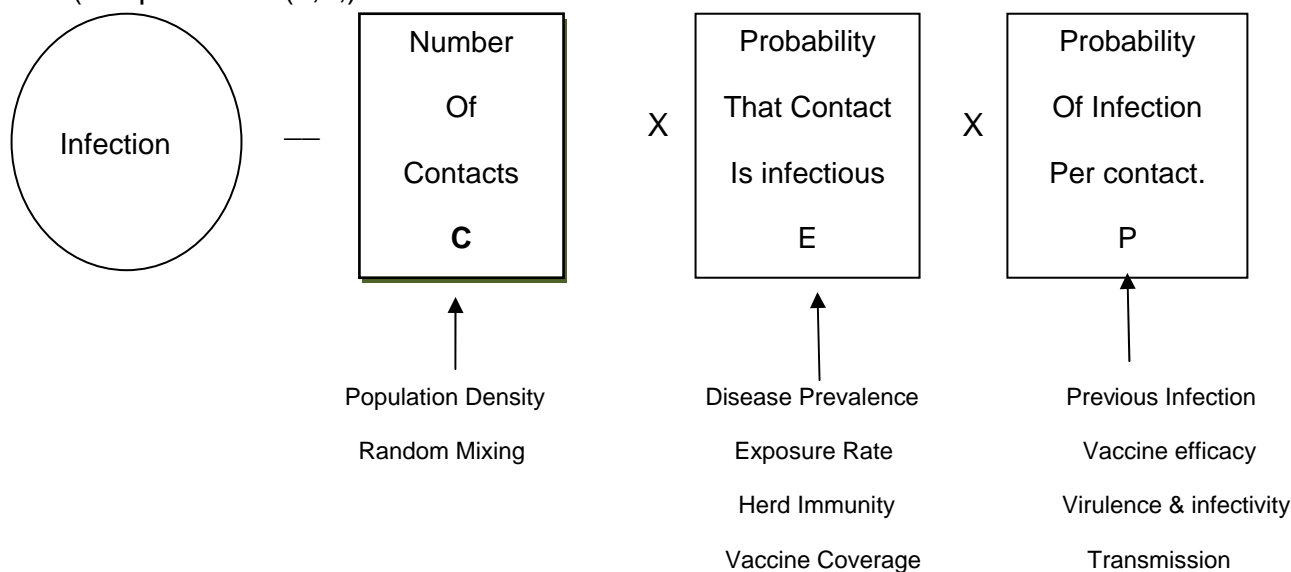 Infection
__
Number
Of
Contacts
C
X
Probability
That Contact
Is infectious
E
X
Probability
Of Infection
Per contact.
P
Population Density
Random Mixing
Disease Prevalence
Exposure Rate
Herd Immunity
Vaccine Coverage
Previous Infection
Vaccine efficacy
Virulence & infectivity
Transmission